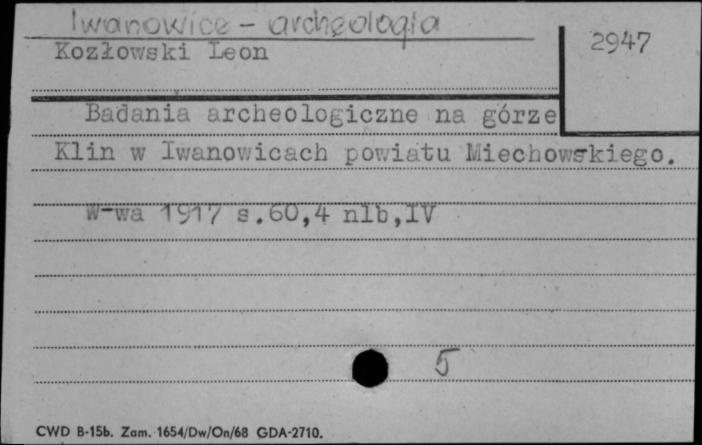 Iwanowice - archeologia
2947
Kozłowski Leon
Badania archeologiczne na górze
Klin w Iwanowicach powiatu Miechowskiego.
W-wa 1917 s.60,4 nlb,IV
5
CWD B-15b. Zam. 1654/Dw/On/68 GDA-2710.